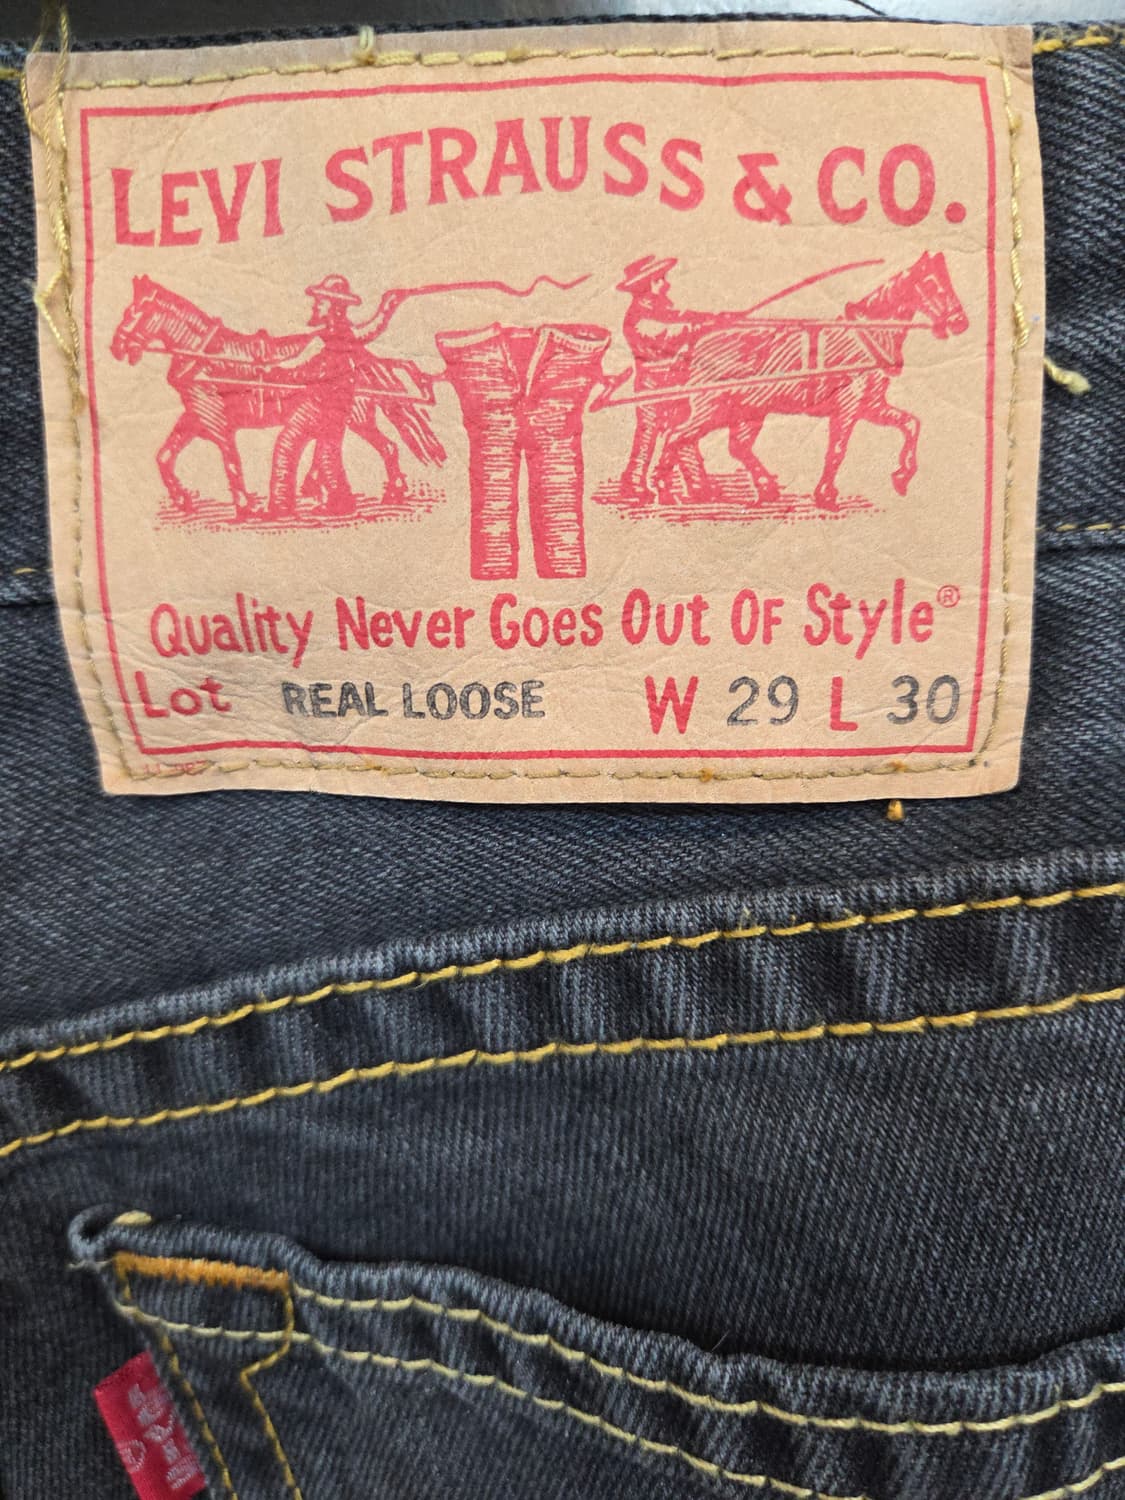 LEVI STRAUSS & CO.
Quality Never Goes Out Of Style®
Lot REAL LOOSE W 29 L 30